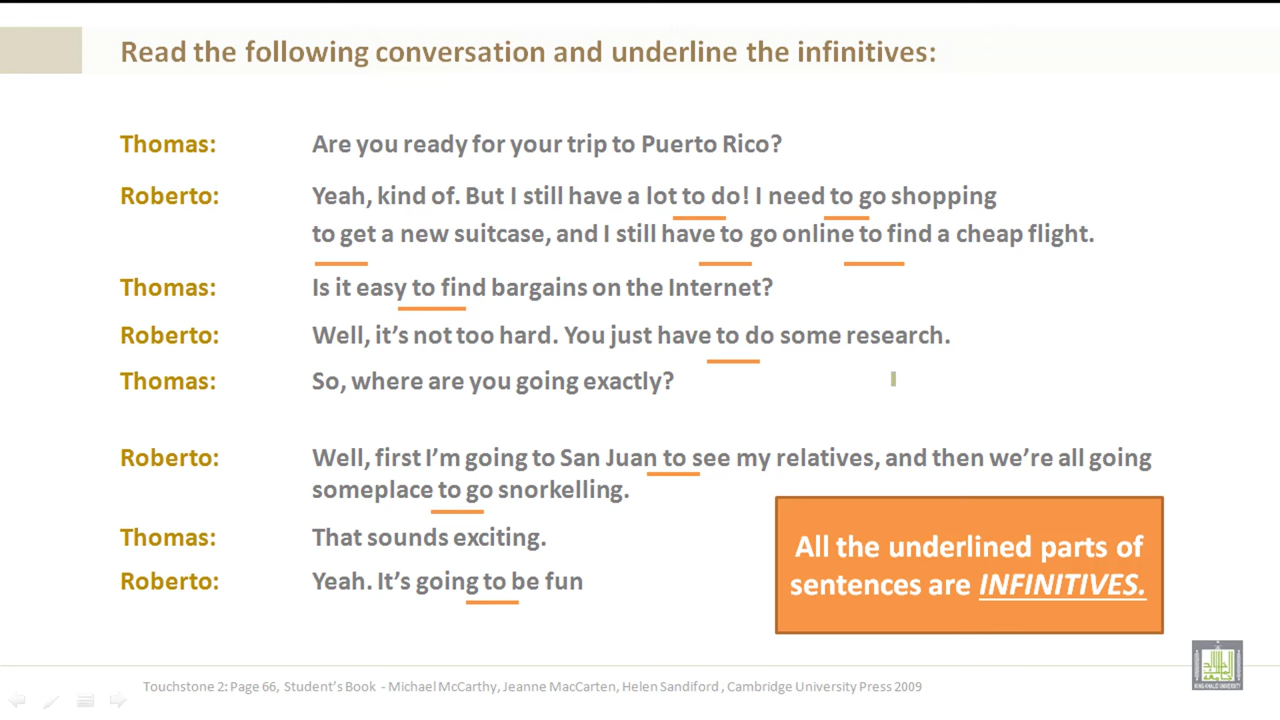 Read the following conversation and underline the infinitives:
Thomas: Are you ready for your trip to Puerto Rico?
Roberto: Yeah, kind of. But I still have a lot to do! I need to go shopping
to get a new suitcase, and I still have to go online to find a cheap flight.
Thomas: Is it easy to find bargains on the Internet?
Roberto: Well, it's not too hard. You just have to do some research.
Thomas: So, where are you going exactly?
Roberto: Well, first I'm going to San Juan to see my relatives, and then we're all going
someplace to go snorkelling.
Thomas: That sounds exciting.
Roberto: Yeah. It's going to be fun
All the underlined parts of
sentences are INFINITIVES.
Touchstone 2: Page 66, Student's Book - Michael McCarthy, Jeanne MacCarten, Helen Sandiford , Cambridge University Press 2009
KING KHALID UNIVERSITY